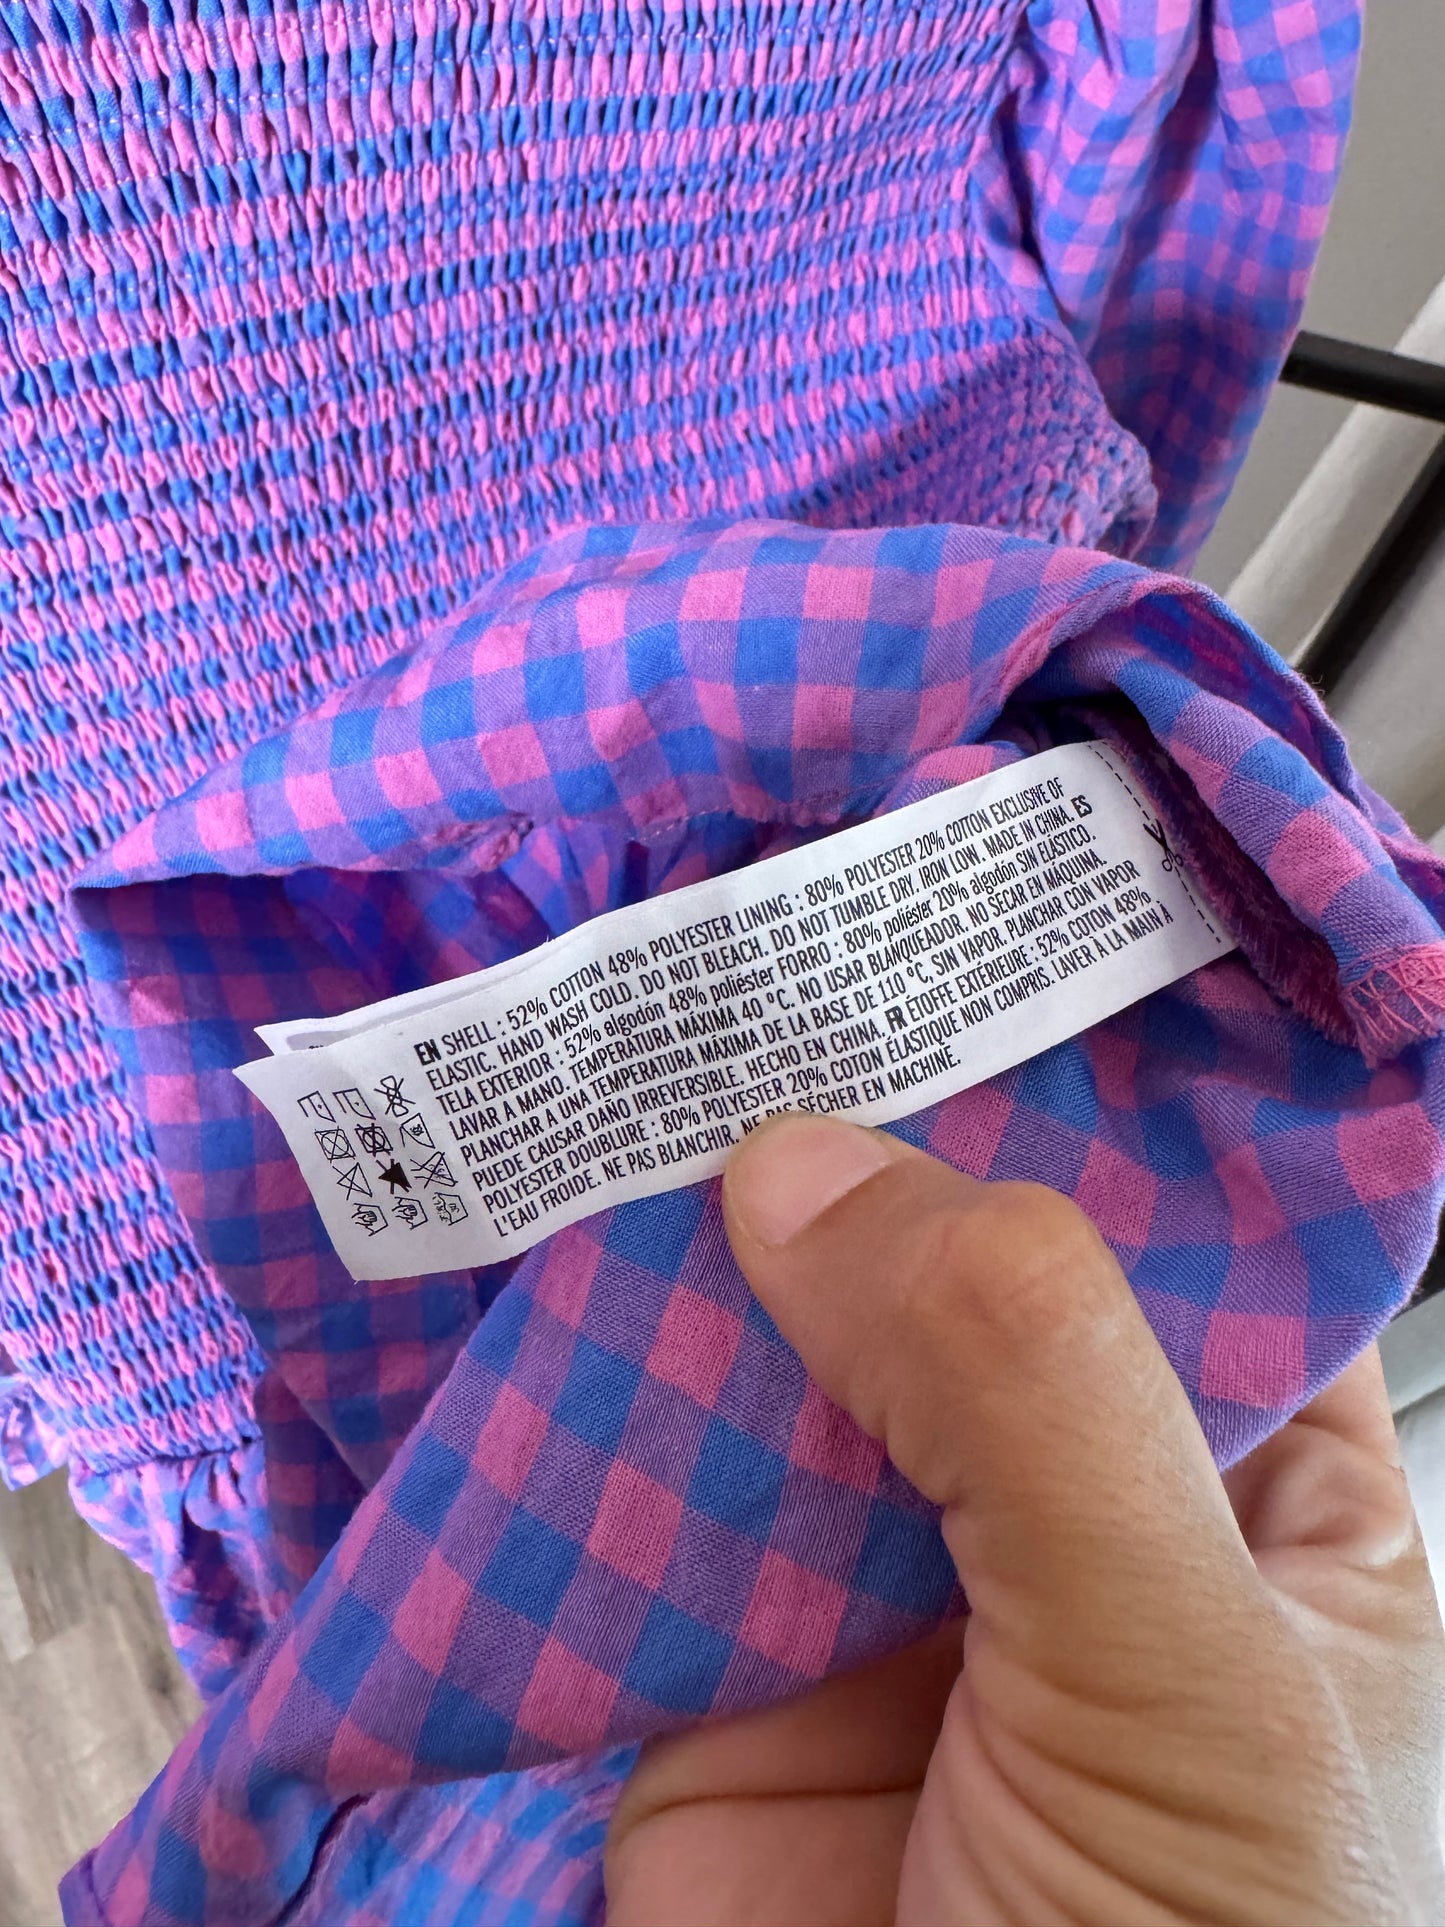 EN SHELL : 52% COTTON 48% POLYESTER LINING : 80% POLYESTER 20% COTTON EXCLUSIVE OF
ELASTIC. HAND WASH COLD. DO NOT BLEACH. DO NOT TUMBLE DRY. IRON LOW. MADE IN CHINA. ES
TELA EXTERIOR : 52% algodón 48% poliéster FORRO : 80% poliéster 20% algodón SIN ELÁSTICO.
LAVAR A MANO. TEMPERATURA MÁXIMA 40 °C. NO USAR BLANQUEADOR. NO SECAR EN MÁQUINA.
PLANCHAR A UNA TEMPERATURA MÁXIMA DE LA BASE DE 110 °C, SIN VAPOR. PLANCHAR CON VAPOR
PUEDE CAUSAR DAÑO IRREVERSIBLE. HECHO EN CHINA. FR ÉTOFFE EXTÉRIEURE : 52% COTON 48%
POLYESTER DOUBLURE : 80% POLYESTER 20% COTON ÉLASTIQUE NON COMPRIS. LAVER À LA MAIN À
L'EAU FROIDE. NE PAS BLANCHIR. NE PAS SÉCHER EN MACHINE.